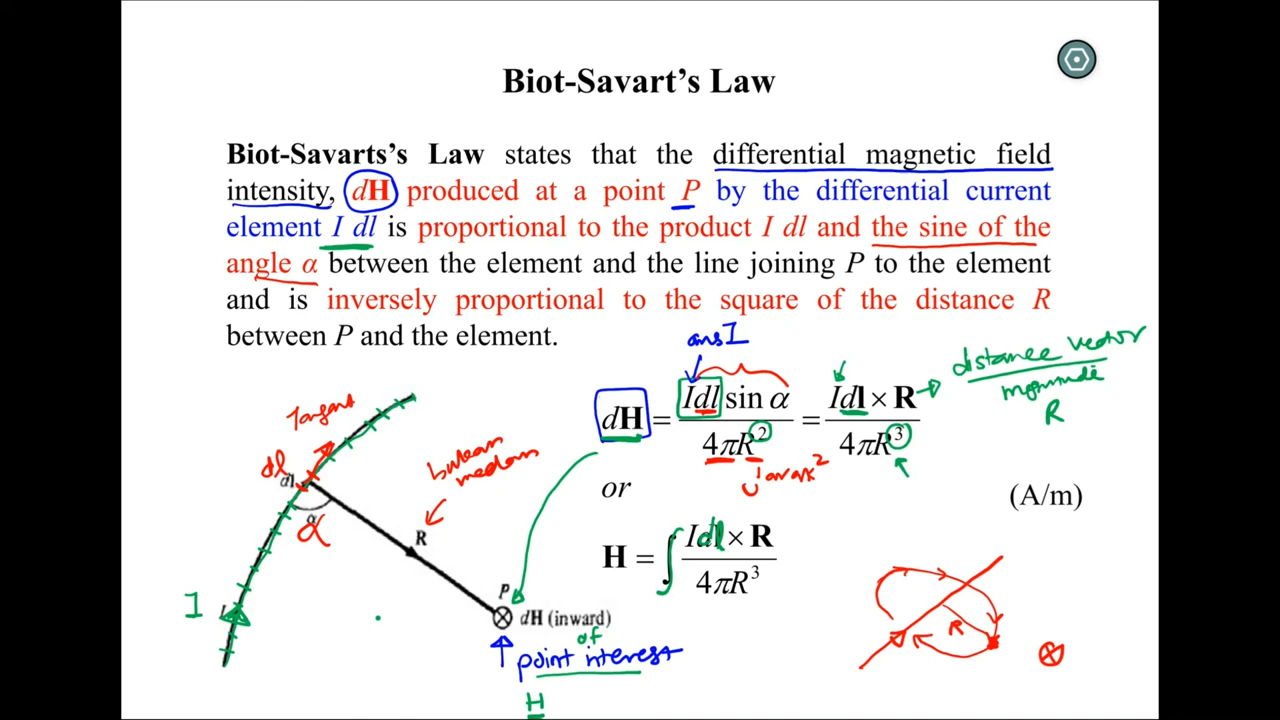 Biot-Savart's Law
Biot-Savarts's Law states that the differential magnetic field
intensity, dH produced at a point P by the differential current
element I dl is proportional to the product I dl and the sine of the
angle α between the element and the line joining P to the element
and is inversely proportional to the square of the distance R
between P and the element.
dH = Idl sin α / 4πR² = Idl × R / 4πR³
distance vector
magnitude
R
or
(A/m)
H = ∫ Idl × R / 4πR³
Tangent
dl
dl
α
α
R
I
P
dH (inward)
point of interest
H
R